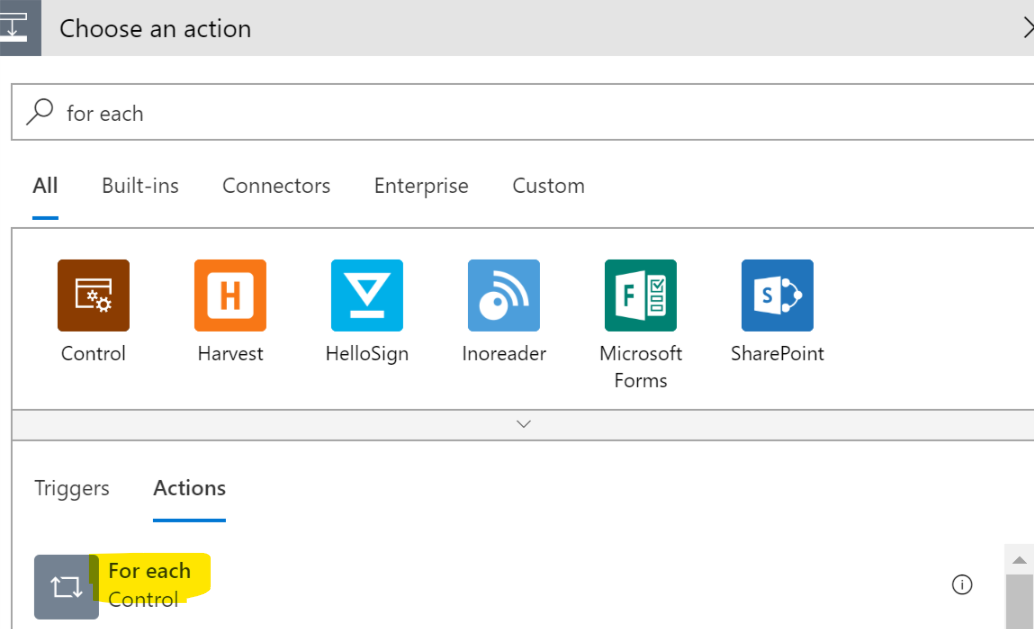 Choose an action
for each
All Built-ins Connectors Enterprise Custom
H F S
Control Harvest HelloSign Inoreader Microsoft Forms SharePoint
Triggers Actions
For each
Control